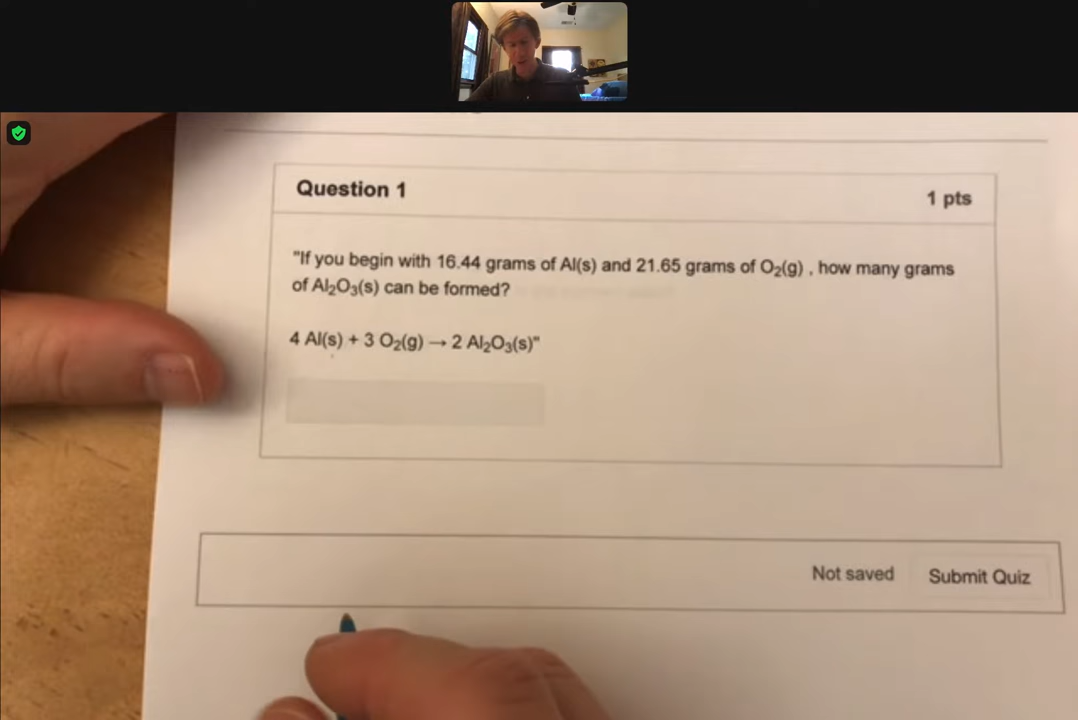 Question 1
1 pts
"If you begin with 16.44 grams of Al(s) and 21.65 grams of O₂(g) , how many grams
of Al₂O₃(s) can be formed?
4 Al(s) + 3 O₂(g) → 2 Al₂O₃(s)"
Not saved
Submit Quiz